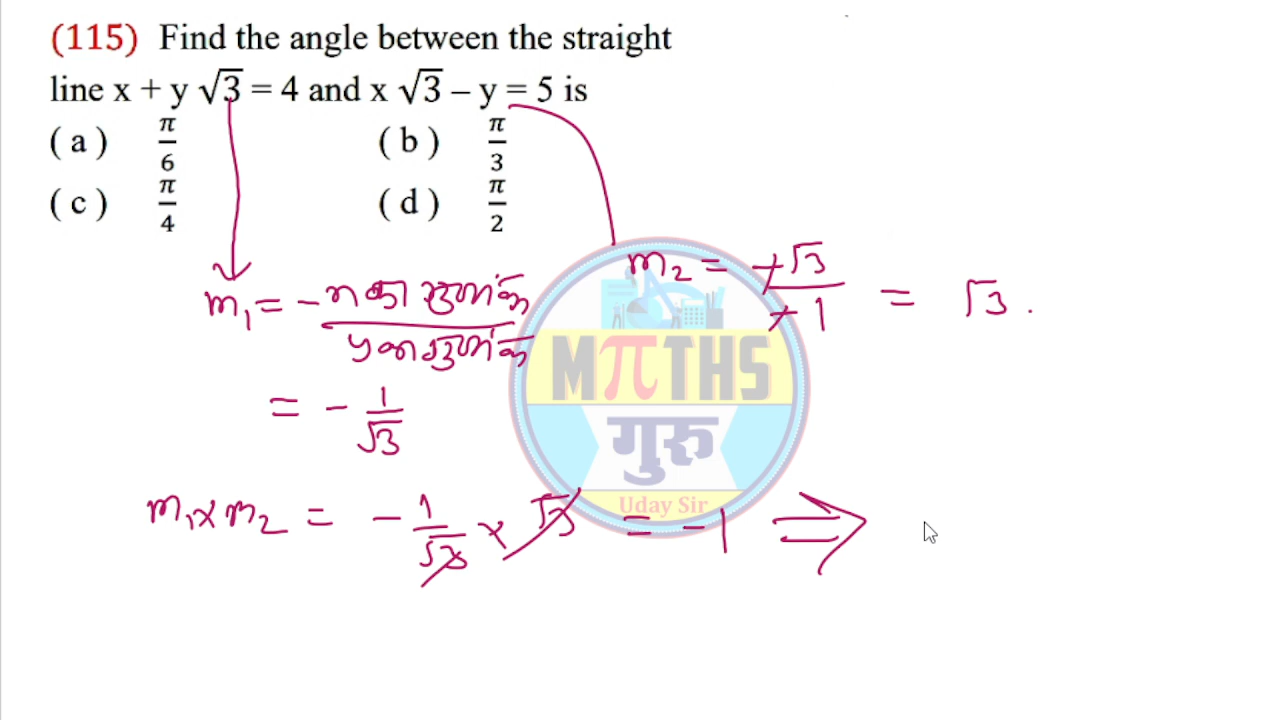 (115) Find the angle between the straight
line x + y √3 = 4 and x √3 – y = 5 is
( a ) π/6 ( b ) π/3
( c ) π/4 ( d ) π/2
m₂ = -√3/-1 = √3.
m₁ = - x का गुणांक / y का गुणांक
= - 1/√3
MπTHS
गुरु
Uday Sir
m₁ x m₂ = - 1/√3 x √3 = -1 ⇒